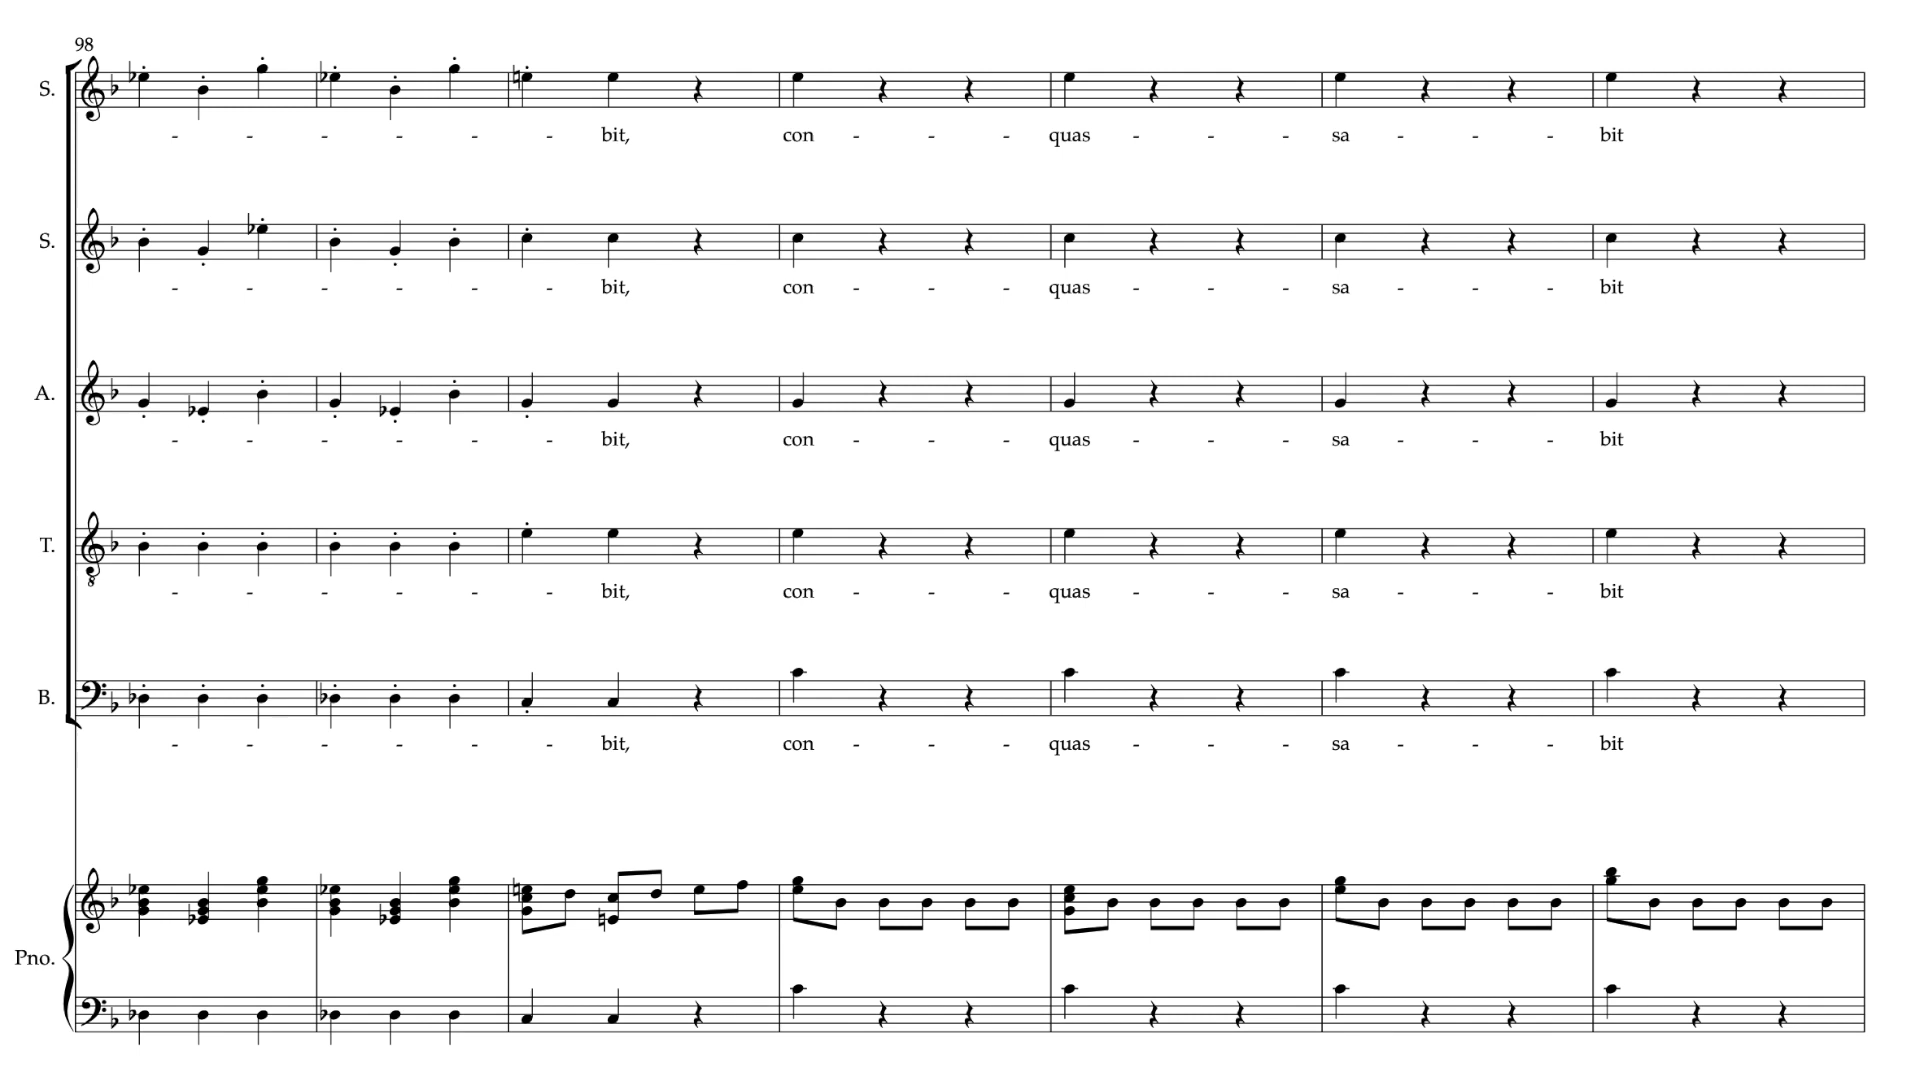 98
S.
- - - - - - bit, con - - - quas - - - sa - - - bit
S.
- - - - - - bit, con - - - quas - - - sa - - - bit
A.
- - - - - - bit, con - - - quas - - - sa - - - bit
T.
- - - - - - bit, con - - - quas - - - sa - - - bit
B.
- - - - - - bit, con - - - quas - - - sa - - - bit
Pno.